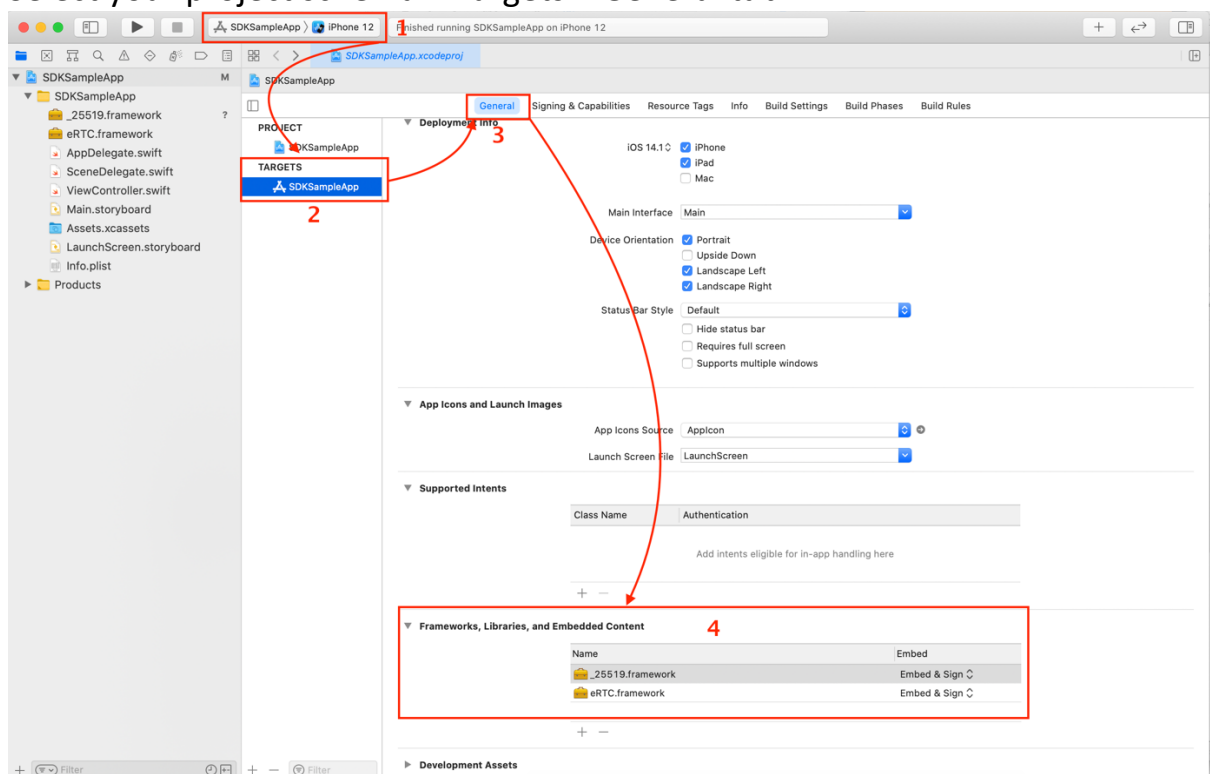 SDKSampleApp iPhone 12
1
Finished running SDKSampleApp on iPhone 12
SDKSampleApp.xcodeproj
SDKSampleApp M
SDKSampleApp
SDKSampleApp
_25519.framework ?
eRTC.framework
AppDelegate.swift
SceneDelegate.swift
ViewController.swift
Main.storyboard
Assets.xcassets
LaunchScreen.storyboard
Info.plist
Products
General Signing & Capabilities Resource Tags Info Build Settings Build Phases Build Rules
3
PROJECT
SDKSampleApp
TARGETS
SDKSampleApp
2
Deployment Info
iOS 14.1 iPhone
iPad
Mac
Main Interface Main
Device Orientation Portrait
Upside Down
Landscape Left
Landscape Right
Status Bar Style Default
Hide status bar
Requires full screen
Supports multiple windows
App Icons and Launch Images
App Icons Source AppIcon
Launch Screen File LaunchScreen
Supported Intents
Class Name Authentication
Add intents eligible for in-app handling here
+ −
Frameworks, Libraries, and Embedded Content
4
Name Embed
_25519.framework Embed & Sign
eRTC.framework Embed & Sign
+ −
Development Assets
+ Filter
+ − Filter